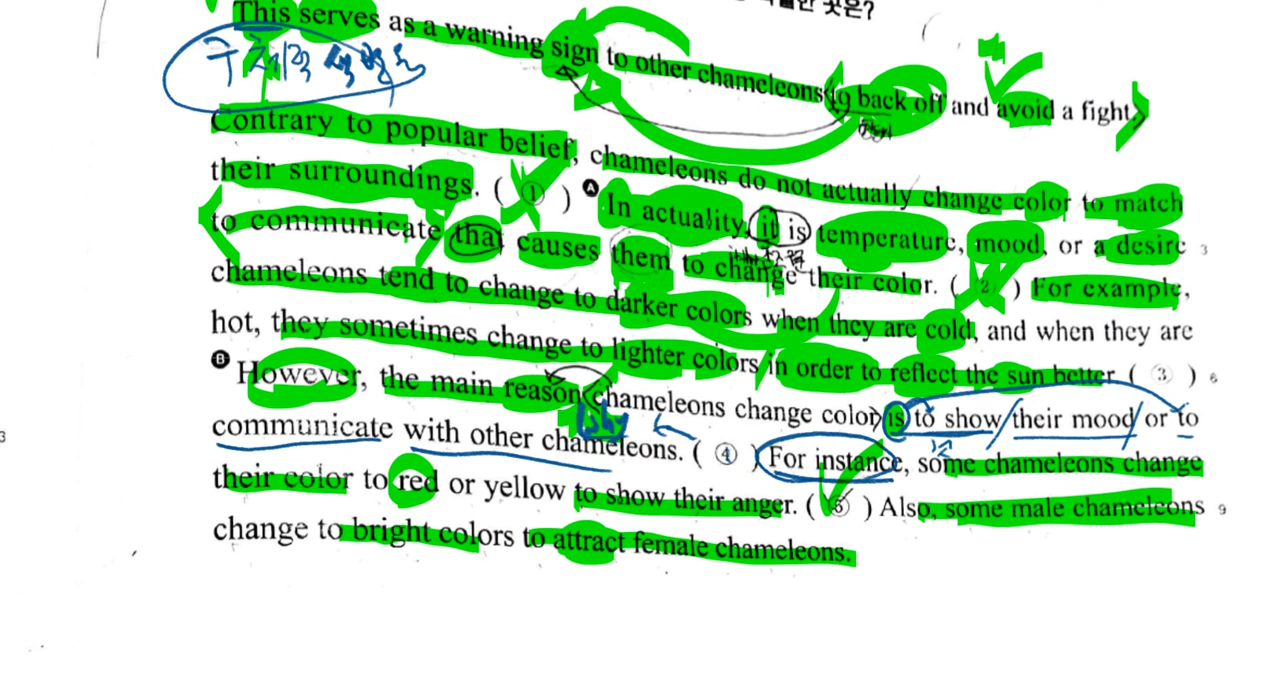 곳은?
This serves as a warning sign to other chameleons to back off and avoid a fight.
Contrary to popular belief, chameleons do not actually change color to match
their surroundings. ( ① ) Ⓐ In actuality, it is temperature, mood, or a desire 3
to communicate that causes them to change their color. ( ② ) For example,
chameleons tend to change to darker colors when they are cold, and when they are
hot, they sometimes change to lighter colors in order to reflect the sun better. ( ③ ) 6
Ⓑ However, the main reason chameleons change color is to show their mood or to
communicate with other chameleons. ( ④ ) For instance, some chameleons change
their color to red or yellow to show their anger. ( ⑤ ) Also, some male chameleons 9
change to bright colors to attract female chameleons.
3